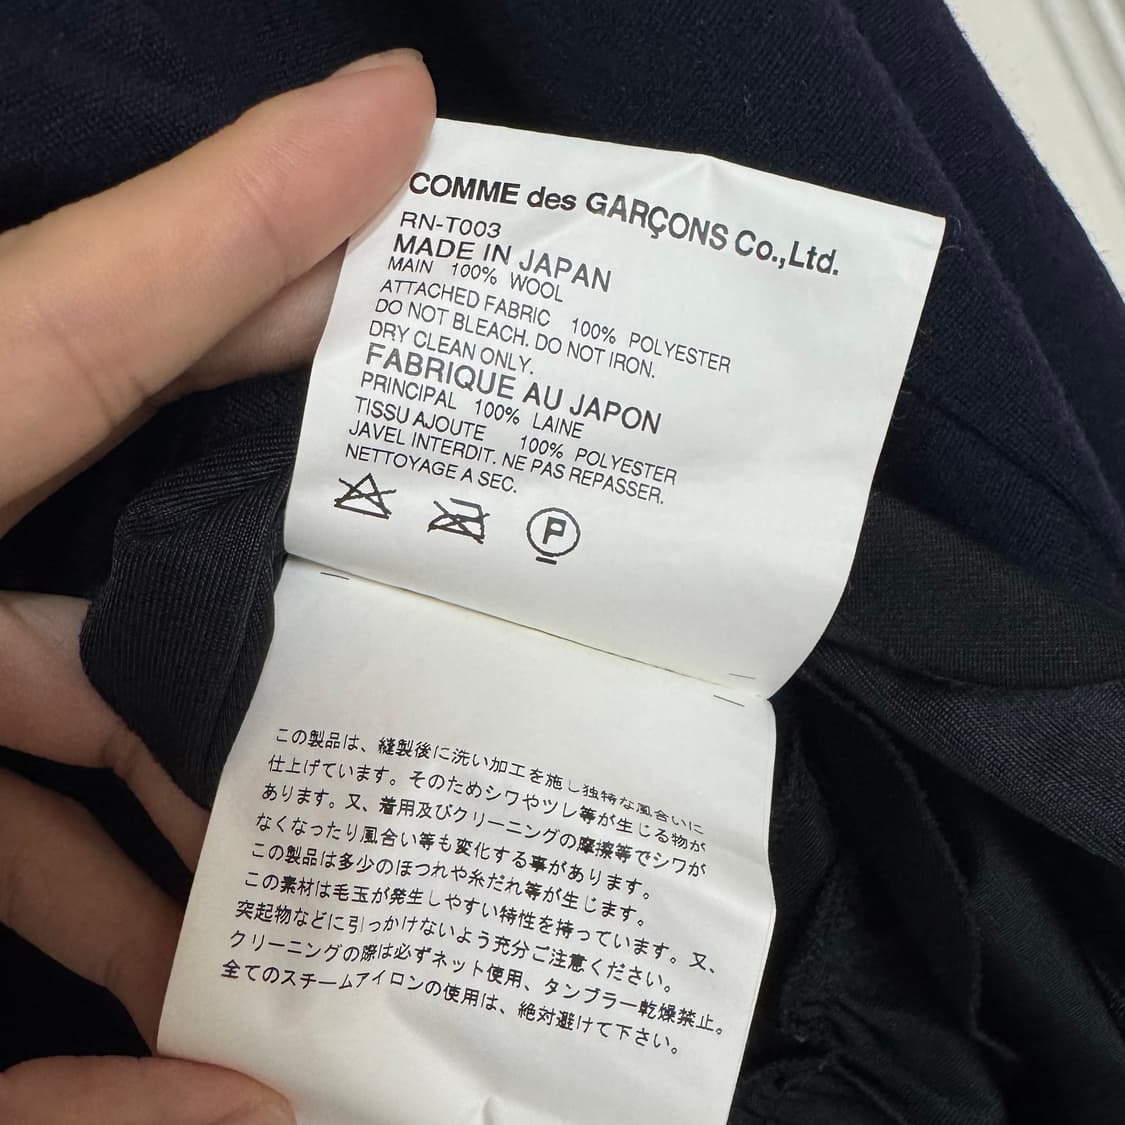 COMME des GARÇONS Co.,Ltd.
RN-T003
MADE IN JAPAN
MAIN 100% WOOL
ATTACHED FABRIC 100% POLYESTER
DO NOT BLEACH. DO NOT IRON.
DRY CLEAN ONLY.
FABRIQUE AU JAPON
PRINCIPAL 100% LAINE
TISSU AJOUTE 100% POLYESTER
JAVEL INTERDIT. NE PAS REPASSER.
NETTOYAGE A SEC.
P
この製品は、縫製後に洗い加工を施し独特な風合いに
仕上げています。そのためシワやツレ等が生じる物が
あります。又、着用及びクリーニングの摩擦等でシワが
なくなったり風合い等も変化する事があります。
この製品は多少のほつれや糸だれ等が生じます。
この素材は毛玉が発生しやすい特性を持っています。又、
突起物などに引っかけないよう充分ご注意ください。
クリーニングの際は必ずネット使用、タンブラー乾燥禁止。
全てのスチームアイロンの使用は、絶対避けて下さい。